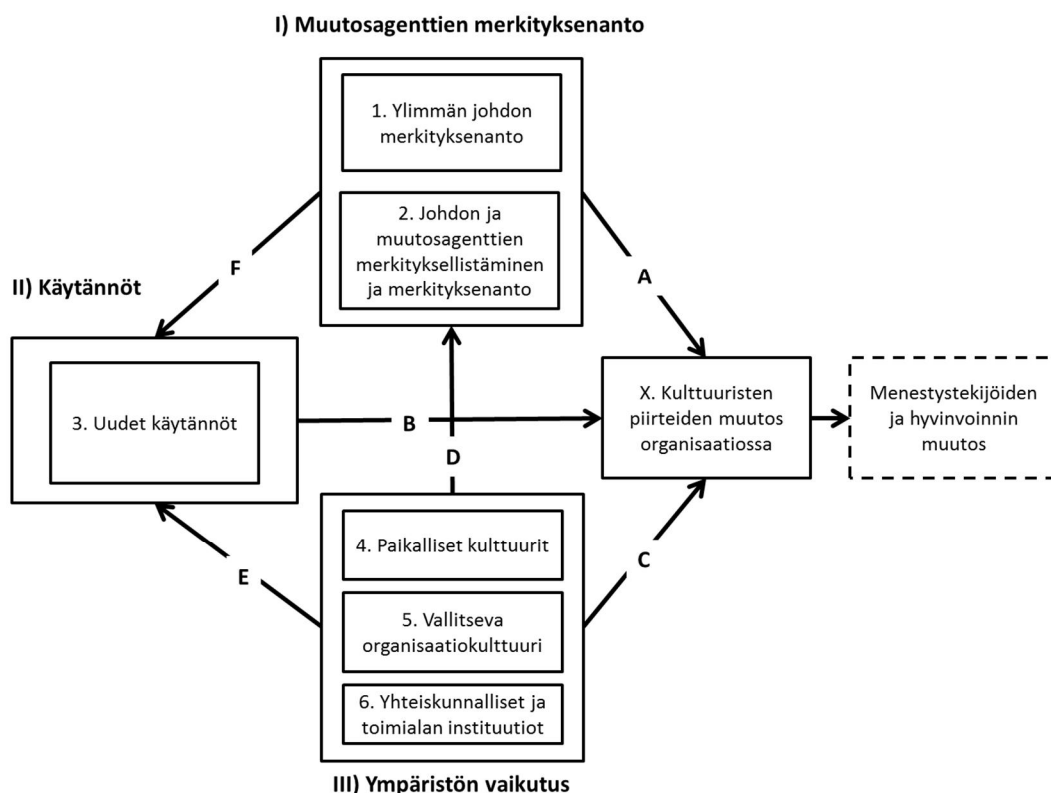 I) Muutosagenttien merkityksenanto
1. Ylimmän johdon
merkityksenanto
2. Johdon ja
muutosagenttien
merkityksellistäminen
ja merkityksenanto
F
A
II) Käytännöt
3. Uudet käytännöt
B
D
X. Kulttuuristen
piirteiden muutos
organisaatiossa
Menestystekijöiden
ja hyvinvoinnin
muutos
E
C
4. Paikalliset kulttuurit
5. Vallitseva
organisaatiokulttuuri
6. Yhteiskunnalliset ja
toimialan instituutiot
III) Ympäristön vaikutus